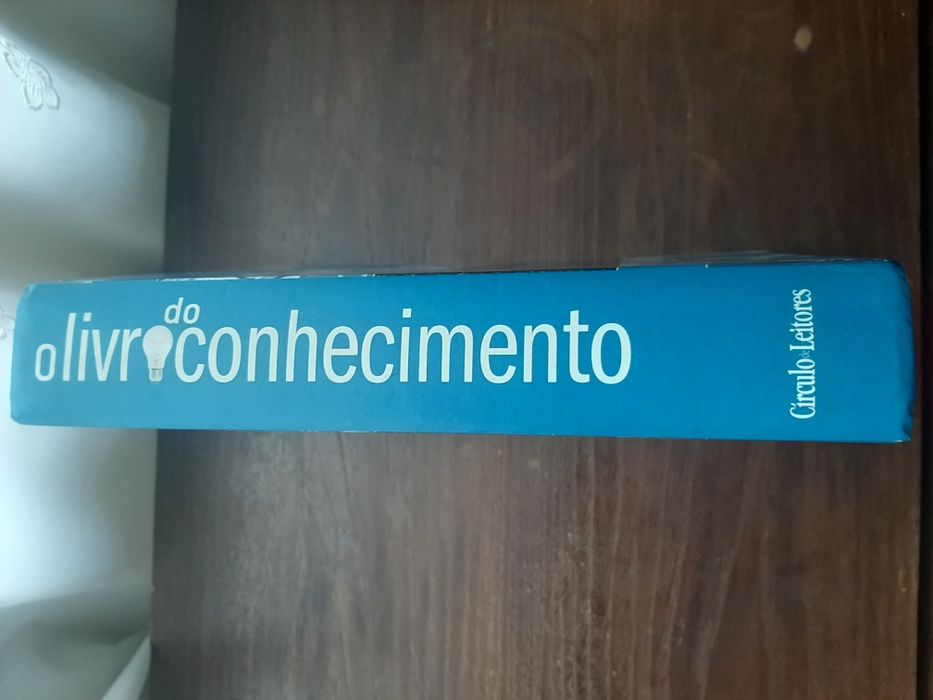 o livro do conhecimento
Círculo de Leitores